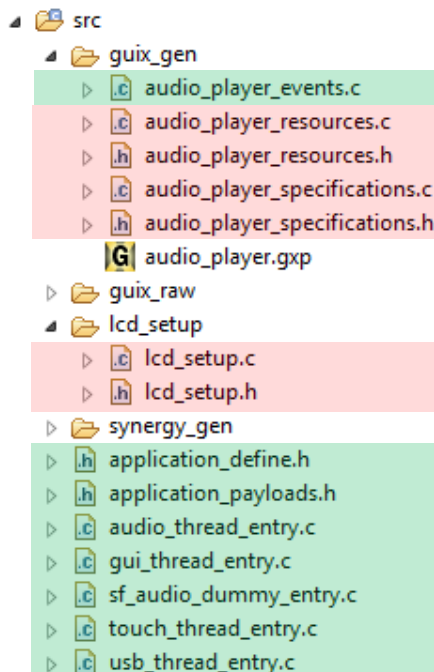 src
guix_gen
.c audio_player_events.c
.c audio_player_resources.c
.h audio_player_resources.h
.c audio_player_specifications.c
.h audio_player_specifications.h
G audio_player.gxp
guix_raw
lcd_setup
.c lcd_setup.c
.h lcd_setup.h
synergy_gen
.h application_define.h
.h application_payloads.h
.c audio_thread_entry.c
.c gui_thread_entry.c
.c sf_audio_dummy_entry.c
.c touch_thread_entry.c
.c usb_thread_entry.c